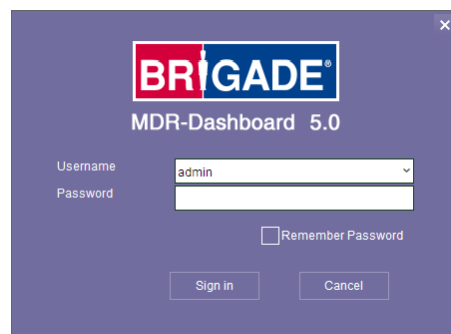 BRIGADE®
MDR-Dashboard 5.0
Username admin
Password
Remember Password
Sign in Cancel